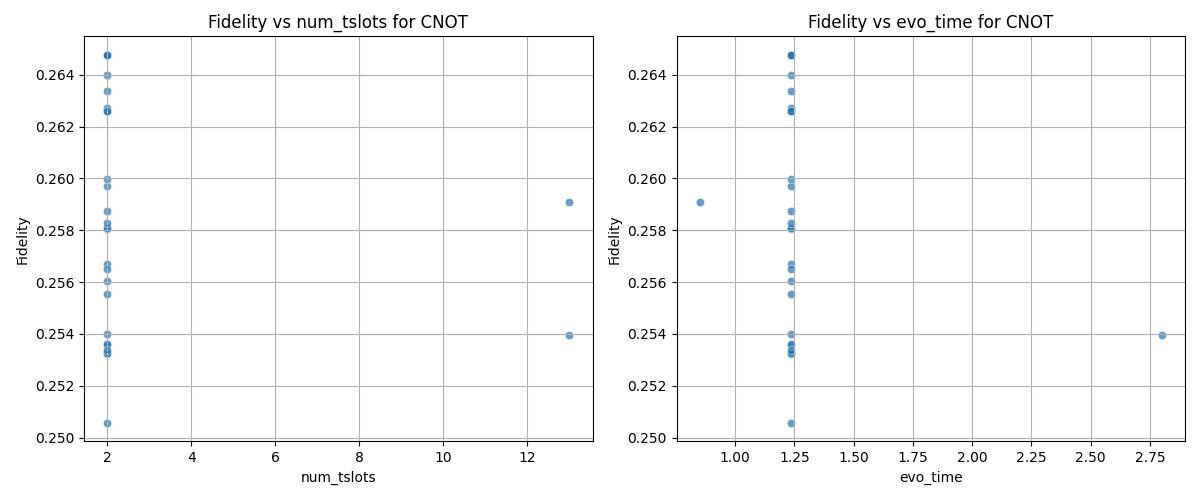 Fidelity vs num_tslots for CNOT
0.264
0.262
0.260
0.258
0.256
0.254
0.252
0.250
Fidelity
2 4 6 8 10 12
num_tslots
Fidelity vs evo_time for CNOT
0.264
0.262
0.260
0.258
0.256
0.254
0.252
0.250
Fidelity
1.00 1.25 1.50 1.75 2.00 2.25 2.50 2.75
evo_time